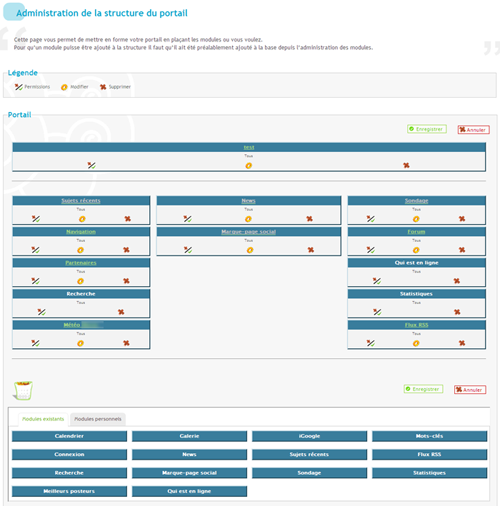 Administration de la structure du portail
Cette page vous permet de mettre en forme votre portail en plaçant les modules ou vous voulez.
Pour qu'un module puisse être ajouté à la structure il faut qu'il ait été préalablement ajouté à la base depuis l'administration des modules.
Légende
Permissions Modifier Supprimer
Portail
Enregistrer Annuler
test
Tous
Sujets récents News Sondage
Tous Tous Tous
Navigation Marque-page social Forum
Tous Tous Tous
Partenaires Qui est en ligne
Tous Tous
Recherche Statistiques
Tous Tous
Météo Flux RSS
Tous Tous
Enregistrer Annuler
Modules existants Modules personnels
Calendrier Galerie iGoogle Mots-clés
Connexion News Sujets récents Flux RSS
Recherche Marque-page social Sondage Statistiques
Meilleurs posteurs Qui est en ligne